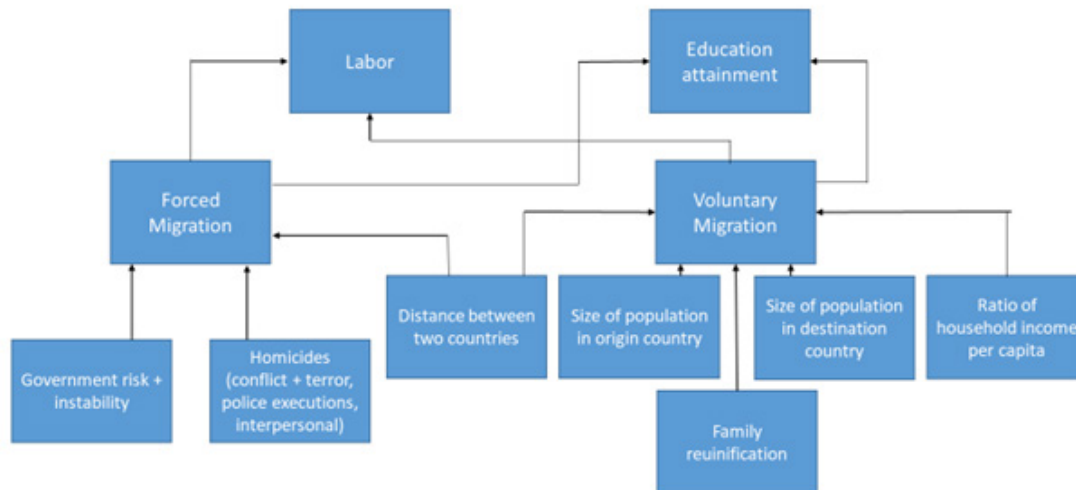 Labor
Education
attainment
Forced
Migration
Voluntary
Migration
Distance between
two countries
Size of population
in origin country
Size of population
in destination
country
Ratio of
household income
per capita
Government risk +
instability
Homicides
(conflict + terror,
police executions,
interpersonal)
Family
reuinification